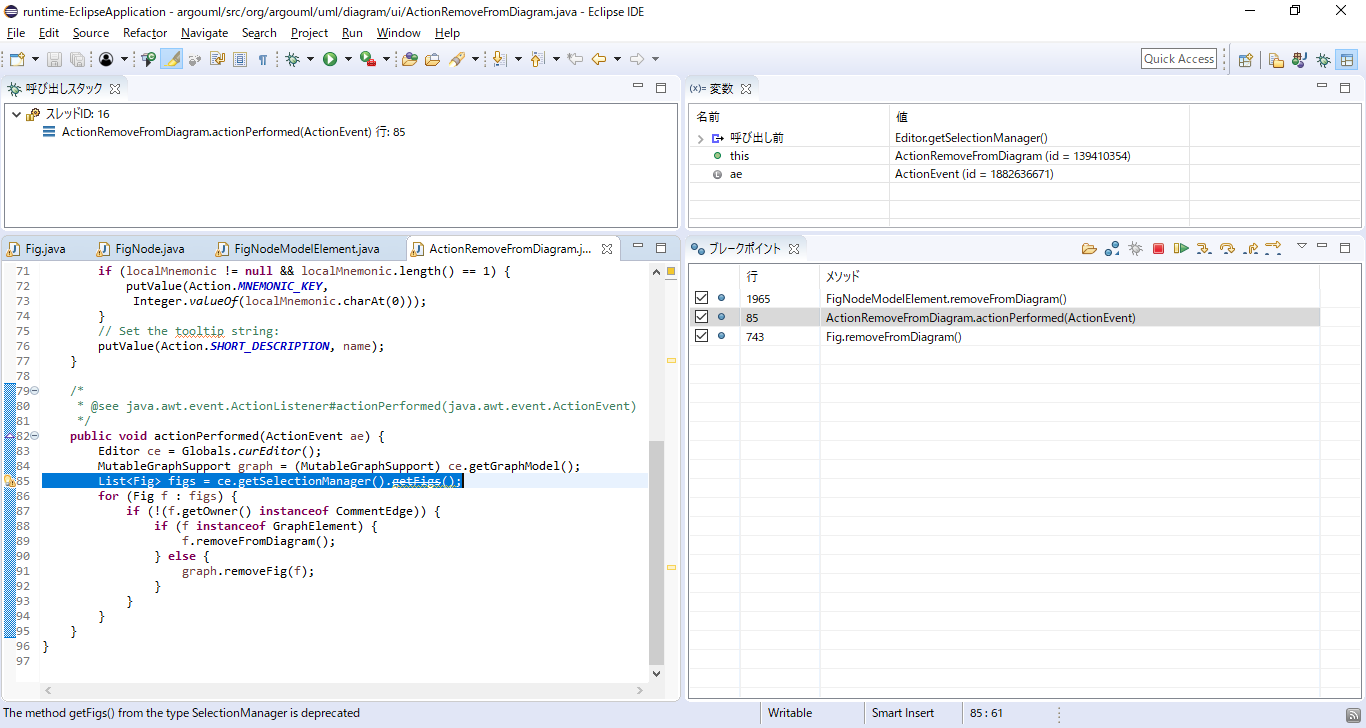 runtime-EclipseApplication - argouml/src/org/argouml/uml/diagram/ui/ActionRemoveFromDiagram.java - Eclipse IDE
File Edit Source Refactor Navigate Search Project Run Window Help
Quick Access
呼び出しスタック
スレッドID: 16
ActionRemoveFromDiagram.actionPerformed(ActionEvent) 行: 85
(x)= 変数
名前 値
呼び出し前 Editor.getSelectionManager()
this ActionRemoveFromDiagram (id = 139410354)
ae ActionEvent (id = 1882636671)
Fig.java FigNode.java FigNodeModelElement.java ActionRemoveFromDiagram.j...
71 if (localMnemonic != null && localMnemonic.length() == 1) {
72 putValue(Action.MNEMONIC_KEY,
73 Integer.valueOf(localMnemonic.charAt(0)));
74 }
75 // Set the tooltip string:
76 putValue(Action.SHORT_DESCRIPTION, name);
77 }
78
79 /*
80 * @see java.awt.event.ActionListener#actionPerformed(java.awt.event.ActionEvent)
81 */
82 public void actionPerformed(ActionEvent ae) {
83 Editor ce = Globals.curEditor();
84 MutableGraphSupport graph = (MutableGraphSupport) ce.getGraphModel();
85 List<Fig> figs = ce.getSelectionManager().getFigs();
86 for (Fig f : figs) {
87 if (!(f.getOwner() instanceof CommentEdge)) {
88 if (f instanceof GraphElement) {
89 f.removeFromDiagram();
90 } else {
91 graph.removeFig(f);
92 }
93 }
94 }
95 }
96 }
97
ブレークポイント
行 メソッド
1965 FigNodeModelElement.removeFromDiagram()
85 ActionRemoveFromDiagram.actionPerformed(ActionEvent)
743 Fig.removeFromDiagram()
The method getFigs() from the type SelectionManager is deprecated Writable Smart Insert 85 : 61